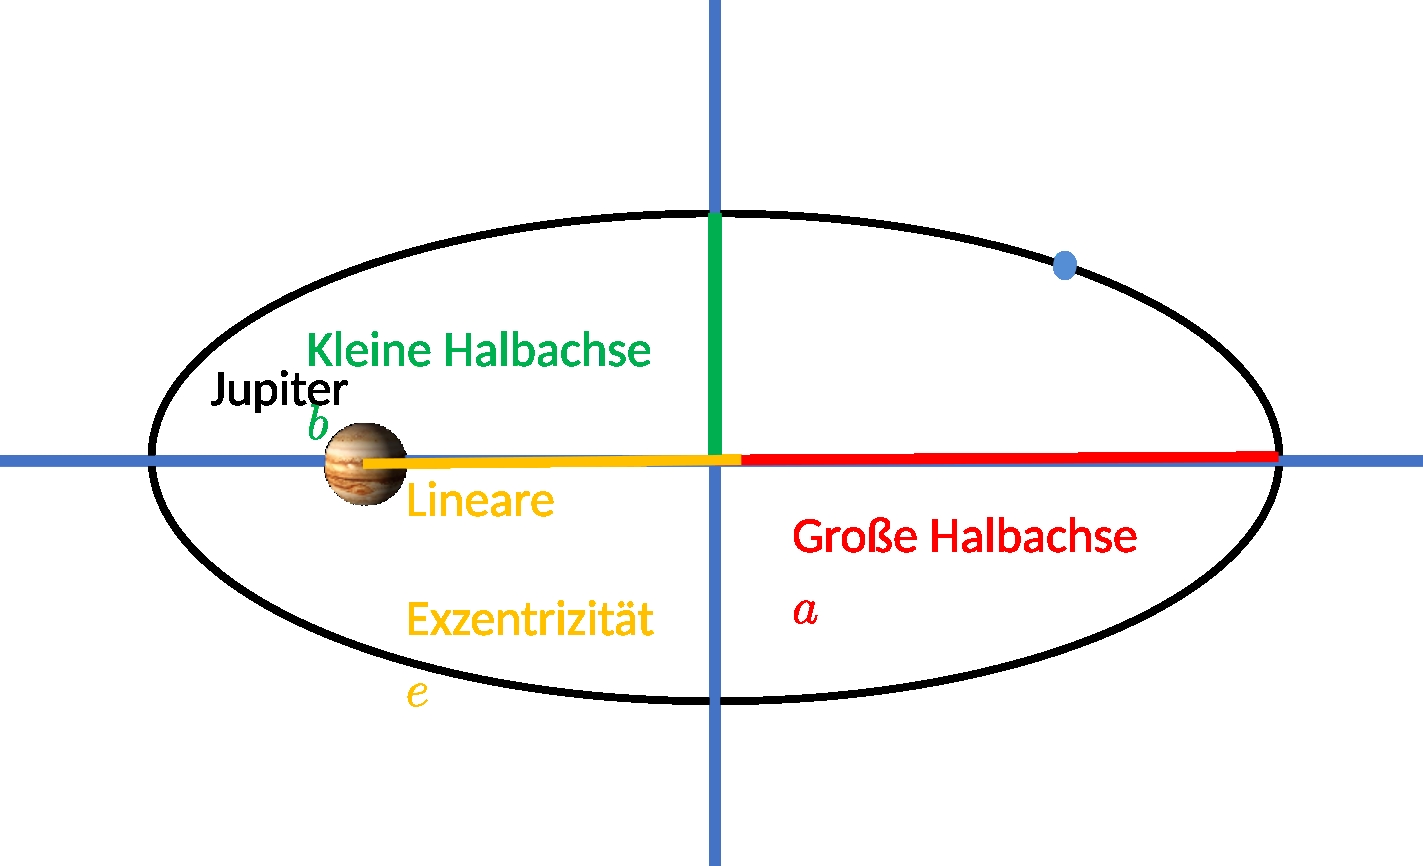 Kleine Halbachse
Jupiter
b
Lineare
Exzentrizität
e
Große Halbachse
a